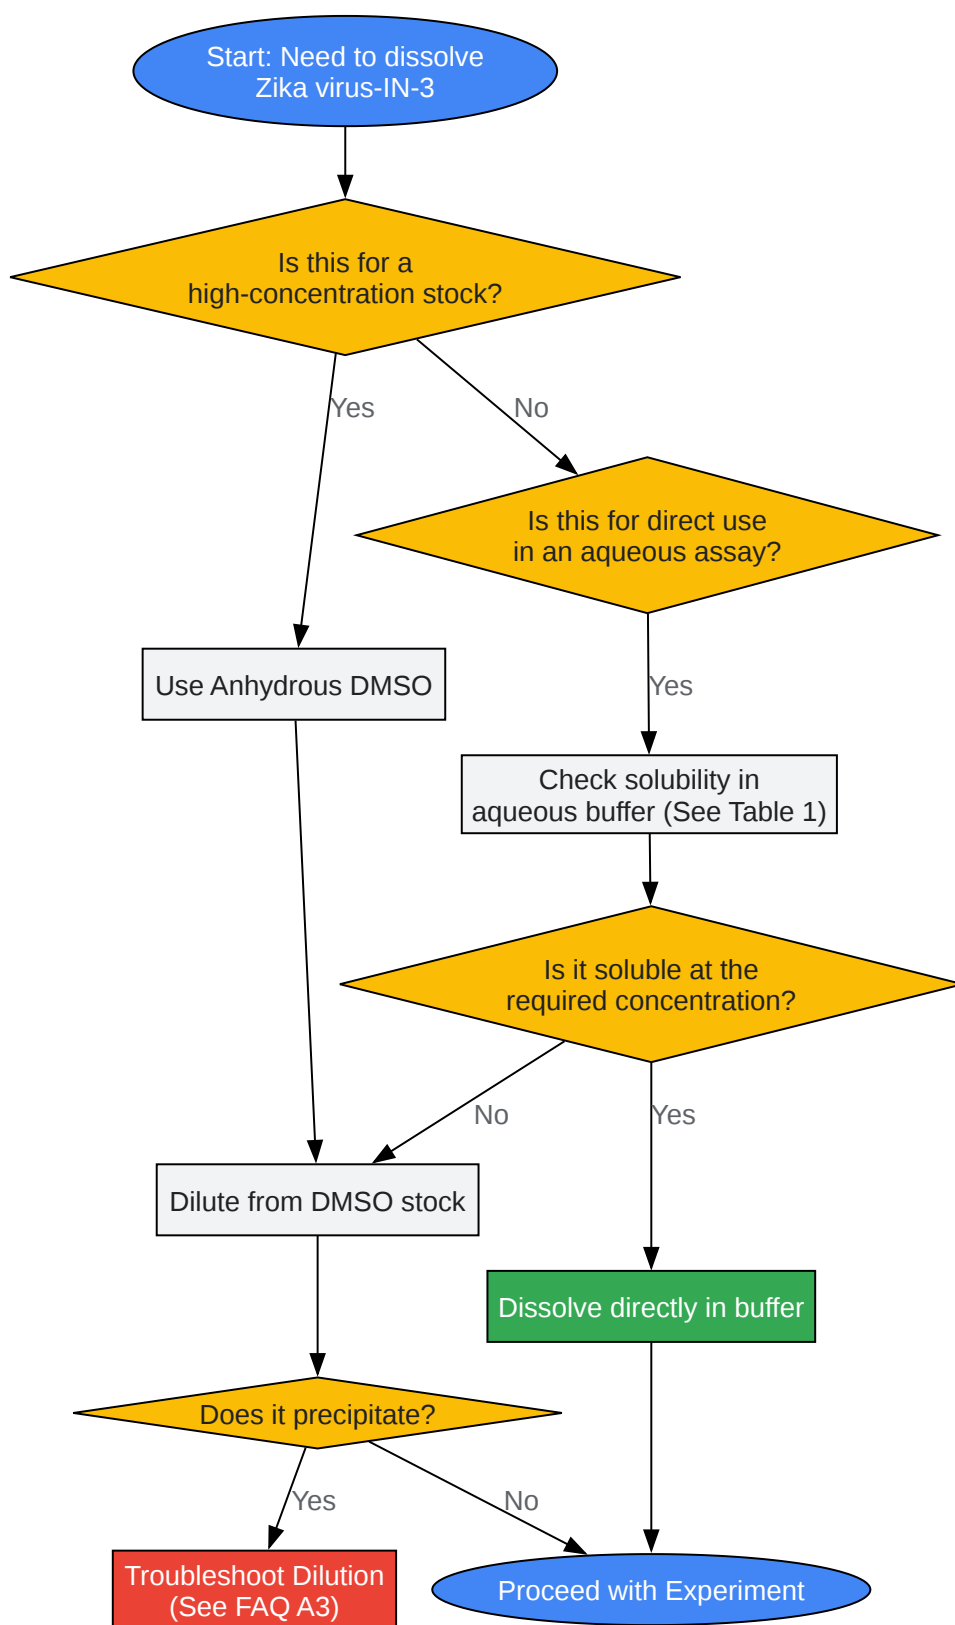 Start: Need to dissolve
Zika virus-IN-3
Is this for a
high-concentration stock?
Yes
No
Is this for direct use
in an aqueous assay?
Use Anhydrous DMSO
Yes
Check solubility in
aqueous buffer (See Table 1)
Is it soluble at the
required concentration?
No
Yes
Dilute from DMSO stock
Dissolve directly in buffer
Does it precipitate?
Yes
No
Troubleshoot Dilution
(See FAQ A3)
Proceed with Experiment